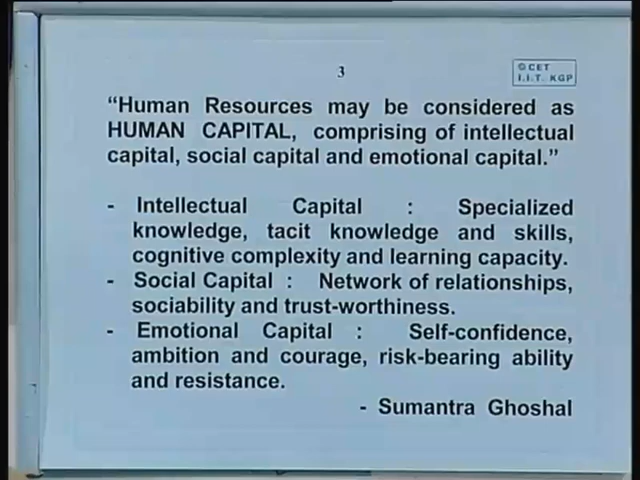 3
©CET
I.I.T. KGP
“Human Resources may be considered as
HUMAN CAPITAL, comprising of intellectual
capital, social capital and emotional capital.”
- Intellectual Capital : Specialized
knowledge, tacit knowledge and skills,
cognitive complexity and learning capacity.
- Social Capital : Network of relationships,
sociability and trust-worthiness.
- Emotional Capital : Self-confidence,
ambition and courage, risk-bearing ability
and resistance.
- Sumantra Ghoshal